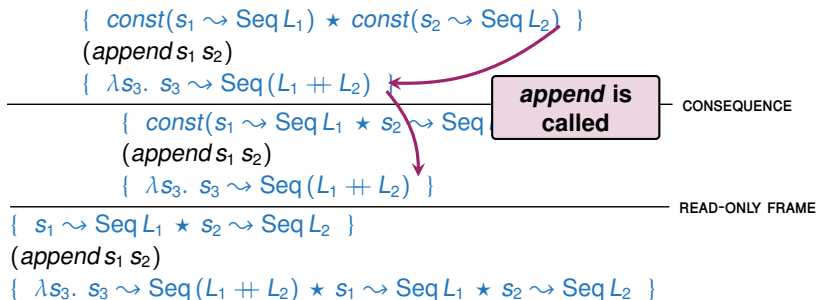 { const(s₁ ⤳ Seq L₁) ⋆ const(s₂ ⤳ Seq L₂) }
(append s₁ s₂)
{ λs₃. s₃ ⤳ Seq (L₁ ++ L₂) }
append is
called
CONSEQUENCE
{ const(s₁ ⤳ Seq L₁ ⋆ s₂ ⤳ Seq
(append s₁ s₂)
{ λs₃. s₃ ⤳ Seq (L₁ ++ L₂) }
READ-ONLY FRAME
{ s₁ ⤳ Seq L₁ ⋆ s₂ ⤳ Seq L₂ }
(append s₁ s₂)
{ λs₃. s₃ ⤳ Seq (L₁ ++ L₂) ⋆ s₁ ⤳ Seq L₁ ⋆ s₂ ⤳ Seq L₂ }